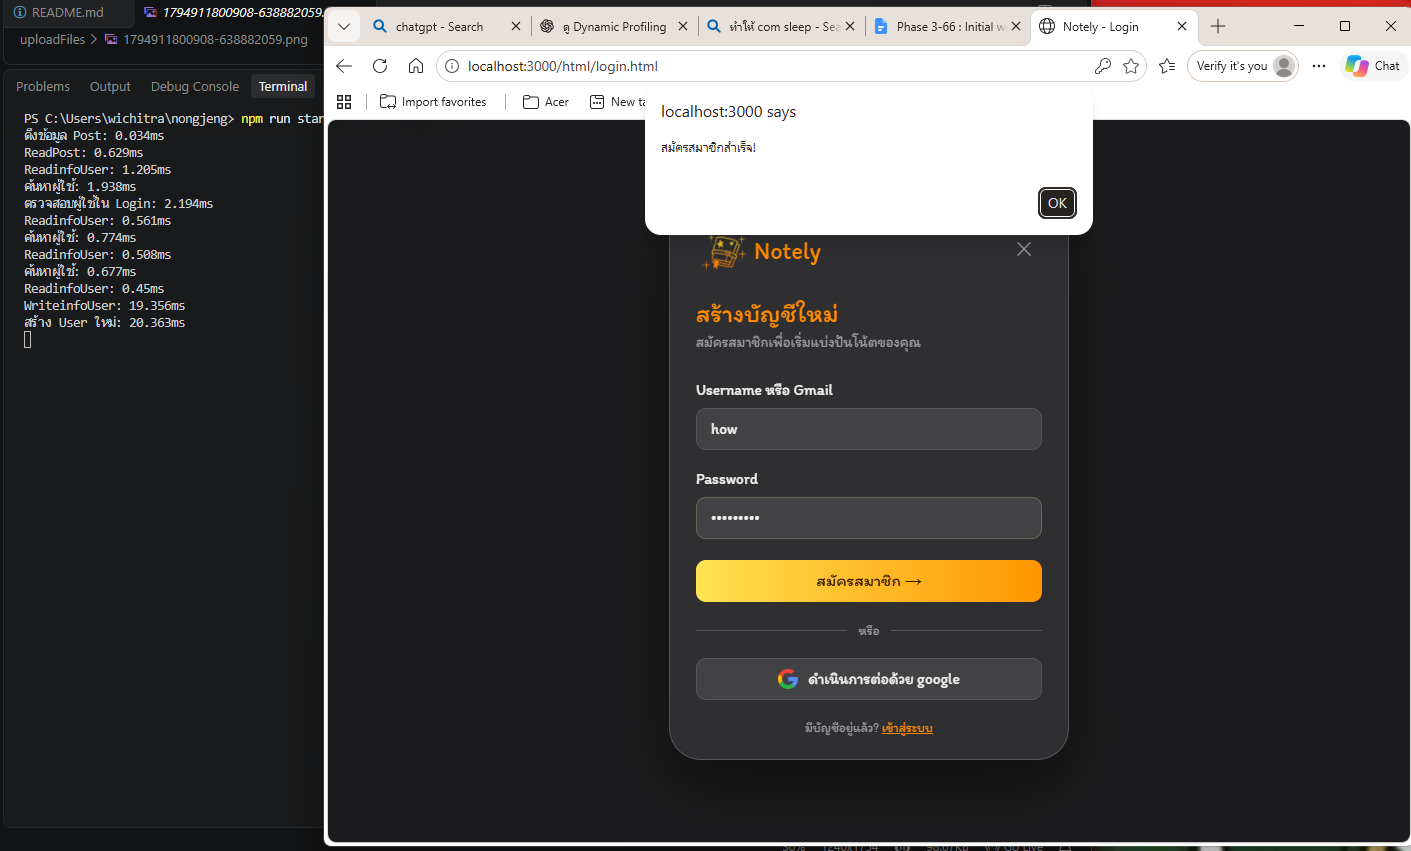 README.md
1794911800908-638882059.
uploadFiles > 1794911800908-638882059.png
Problems Output Debug Console Terminal
PS C:\Users\wichitra\nongjeng> npm run star
ดึงข้อมูล Post: 0.034ms
ReadPost: 0.629ms
ReadinfoUser: 1.205ms
ค้นหาผู้ใช้: 1.938ms
ตรวจสอบผู้ใช้ใน Login: 2.194ms
ReadinfoUser: 0.561ms
ค้นหาผู้ใช้: 0.774ms
ReadinfoUser: 0.508ms
ค้นหาผู้ใช้: 0.677ms
ReadinfoUser: 0.45ms
WriteinfoUser: 19.356ms
สร้าง User ใหม่: 20.363ms
chatgpt - Search
ดู Dynamic Profiling
ทำให้ com sleep - Sea
Phase 3-66 : Initial w
Notely - Login
localhost:3000/html/login.html
Verify it's you
Chat
Import favorites
Acer
New ta
localhost:3000 says
สมัครสมาชิกสำเร็จ!
OK
Notely
สร้างบัญชีใหม่
สมัครสมาชิกเพื่อเริ่มแบ่งปันโน้ตของคุณ
Username หรือ Gmail
how
Password
•••••••••
สมัครสมาชิก →
หรือ
ดำเนินการต่อด้วย google
มีบัญชีอยู่แล้ว? เข้าสู่ระบบ